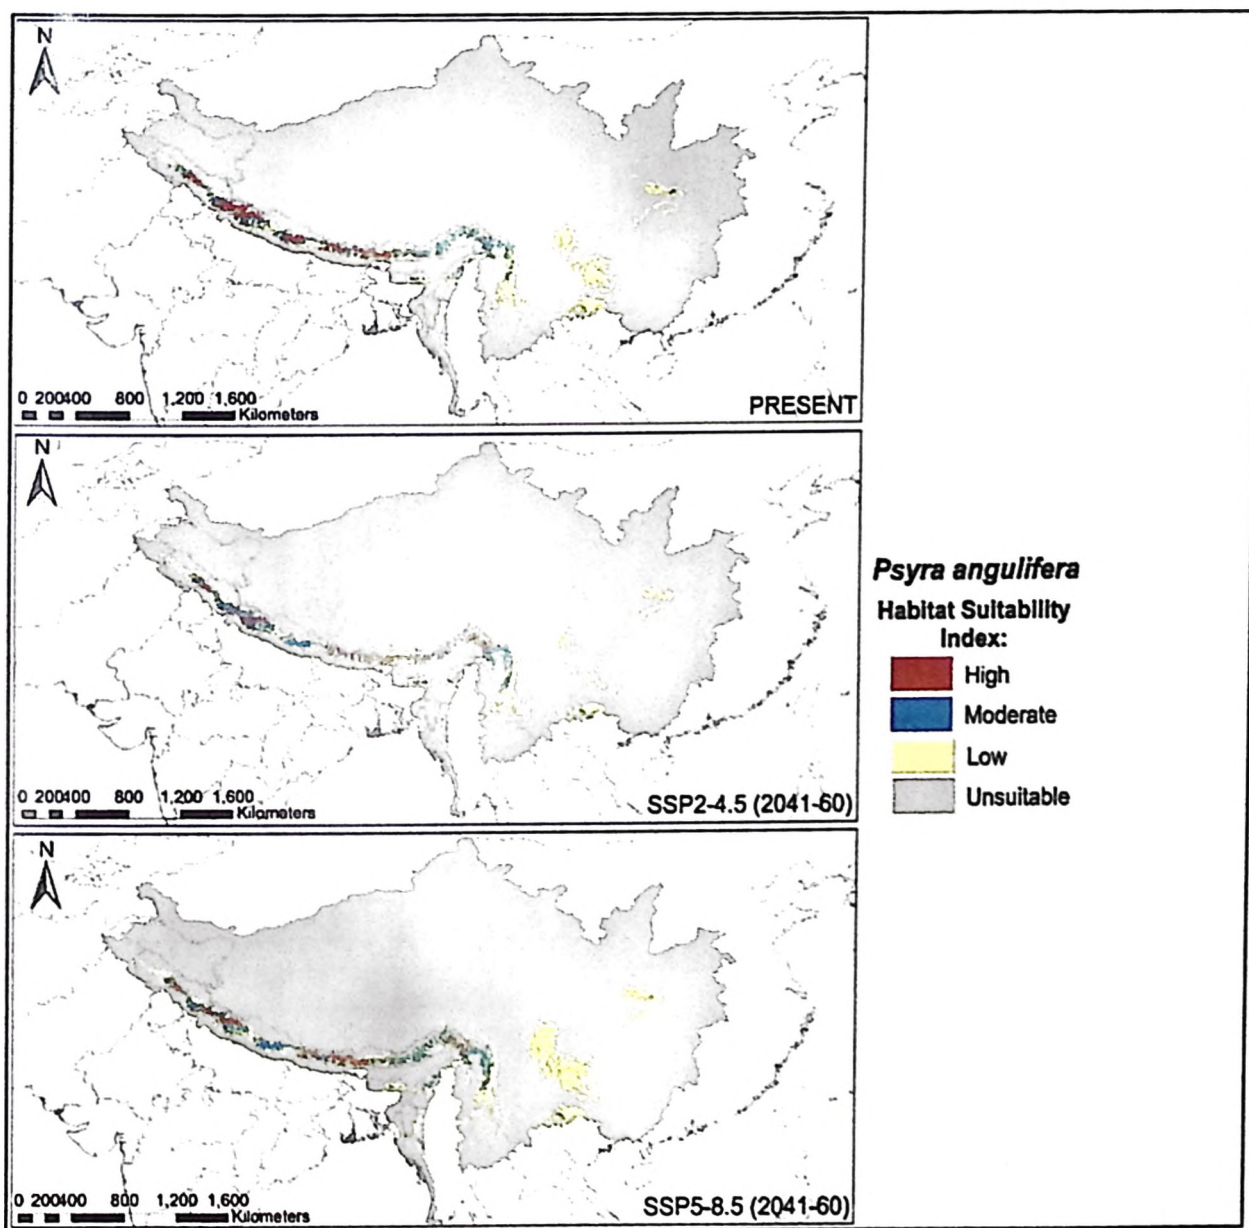 N
0 200400 800 1,200 1,600
Kilometers
PRESENT
N
0 200400 800 1,200 1,600
Kilometers
SSP2-4.5 (2041-60)
N
0 200400 800 1,200 1,600
Kilometers
SSP5-8.5 (2041-60)
Psyra angulifera
Habitat Suitability
Index:
High
Moderate
Low
Unsuitable